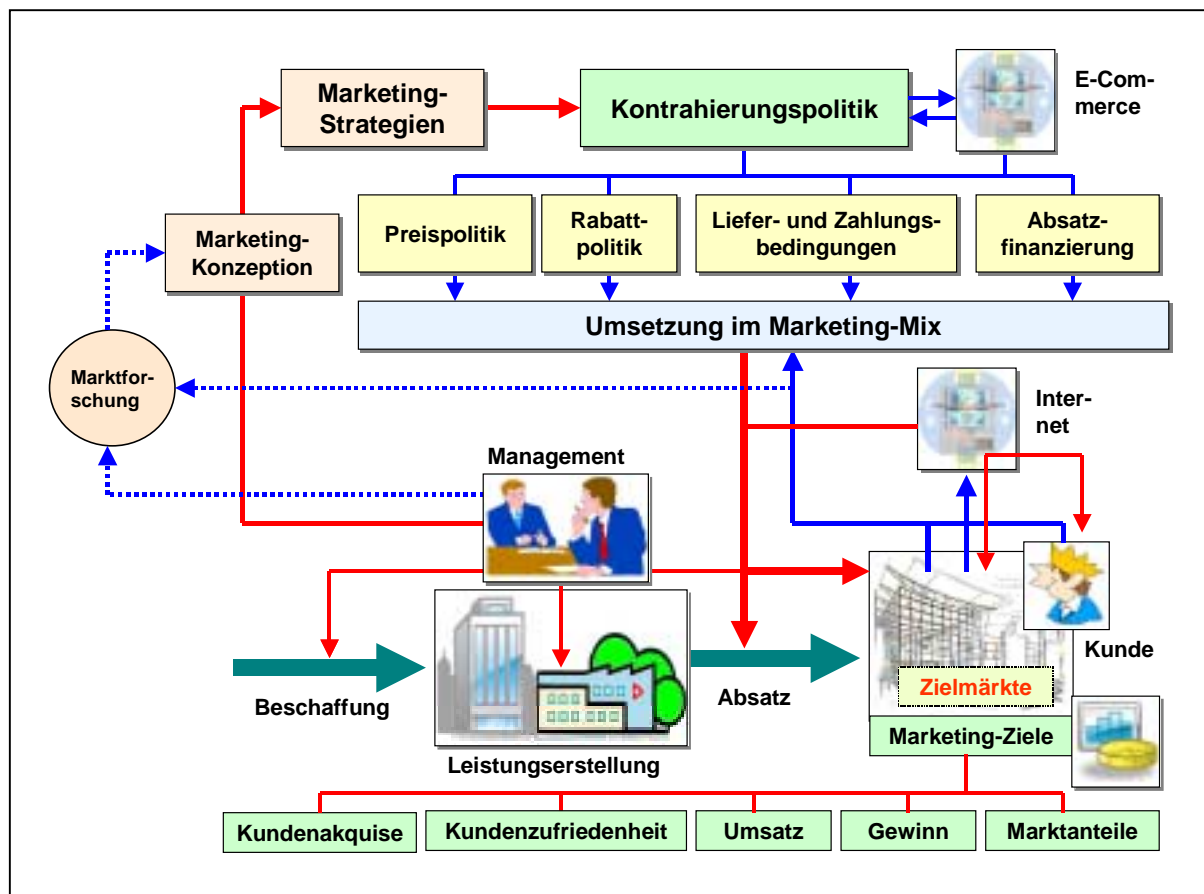 Marketing-
Strategien
Kontrahierungspolitik
E-Com-
merce
Preispolitik
Rabatt-
politik
Liefer- und Zahlungs-
bedingungen
Absatz-
finanzierung
Marketing-
Konzeption
Umsetzung im Marketing-Mix
Marktfor-
schung
Inter-
net
Management
Kunde
Beschaffung
Absatz
Zielmärkte
Leistungserstellung
Marketing-Ziele
Kundenakquise
Kundenzufriedenheit
Umsatz
Gewinn
Marktanteile